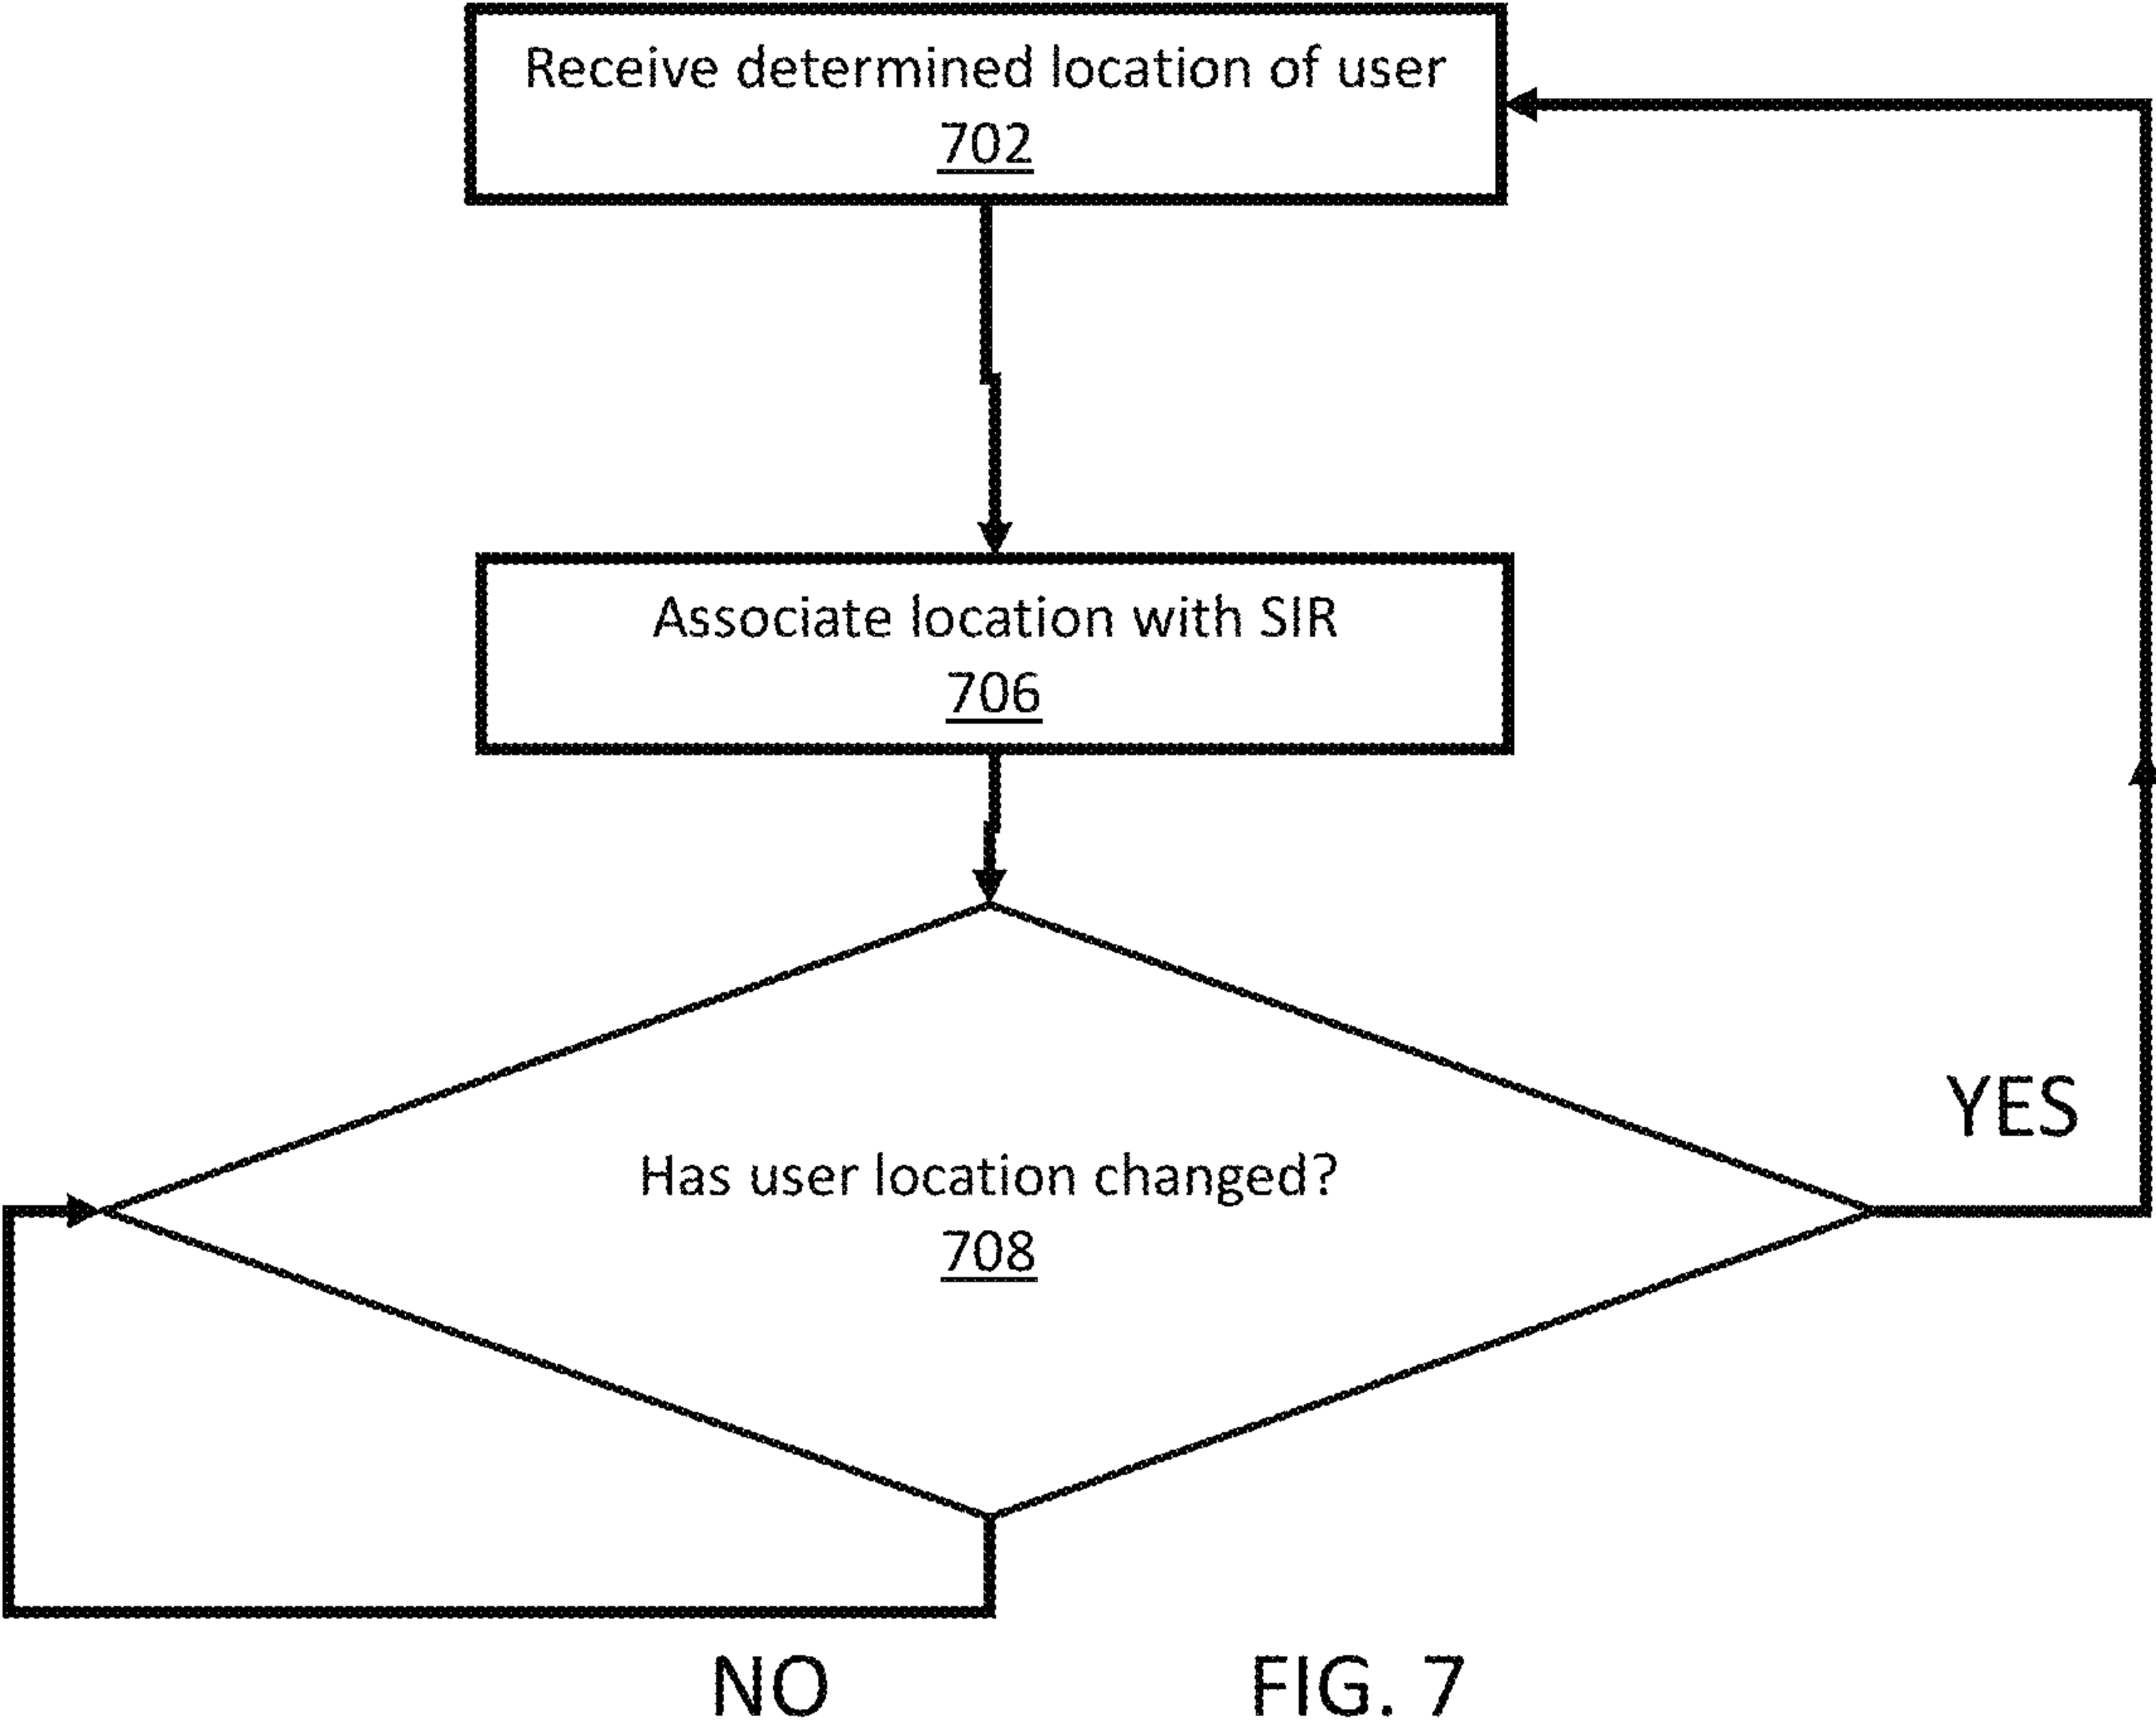 Receive determined location of user
702
Associate location with SIR
706
YES
Has user location changed?
708
NO
FIG. 7